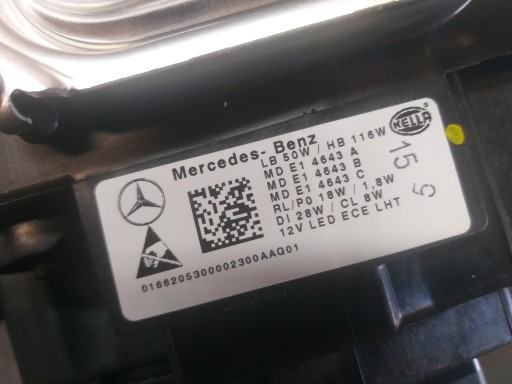 Mercedes-Benz
LB 50W / HB 116W
MD E1 4643 A
MD E1 4643 B
MD E1 4643 C
RL/PO 18W / 1,8W
DI 28W / CL 8W
12V LED ECE LHT
HELLA
15 9
0166205300002300AAQ01